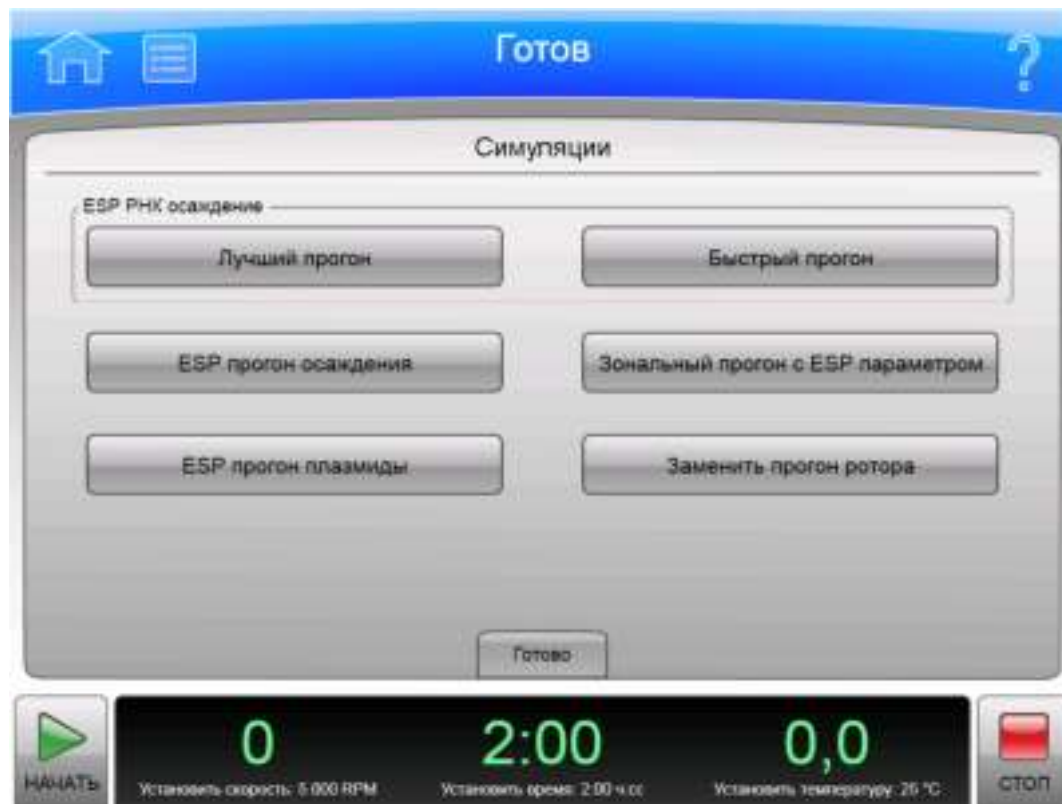 Готов
Симуляции
ESP РНК осаждение
Лучший прогон
Быстрый прогон
ESP прогон осаждения
Зональный прогон с ESP параметром
ESP прогон плазмиды
Заменить прогон ротора
Готово
0
2:00
0,0
НАЧАТЬ
Установить скорость: 5 000 RPM
Установить время: 2:00 ч:сс
Установить температуру: 25 °C
СТОП